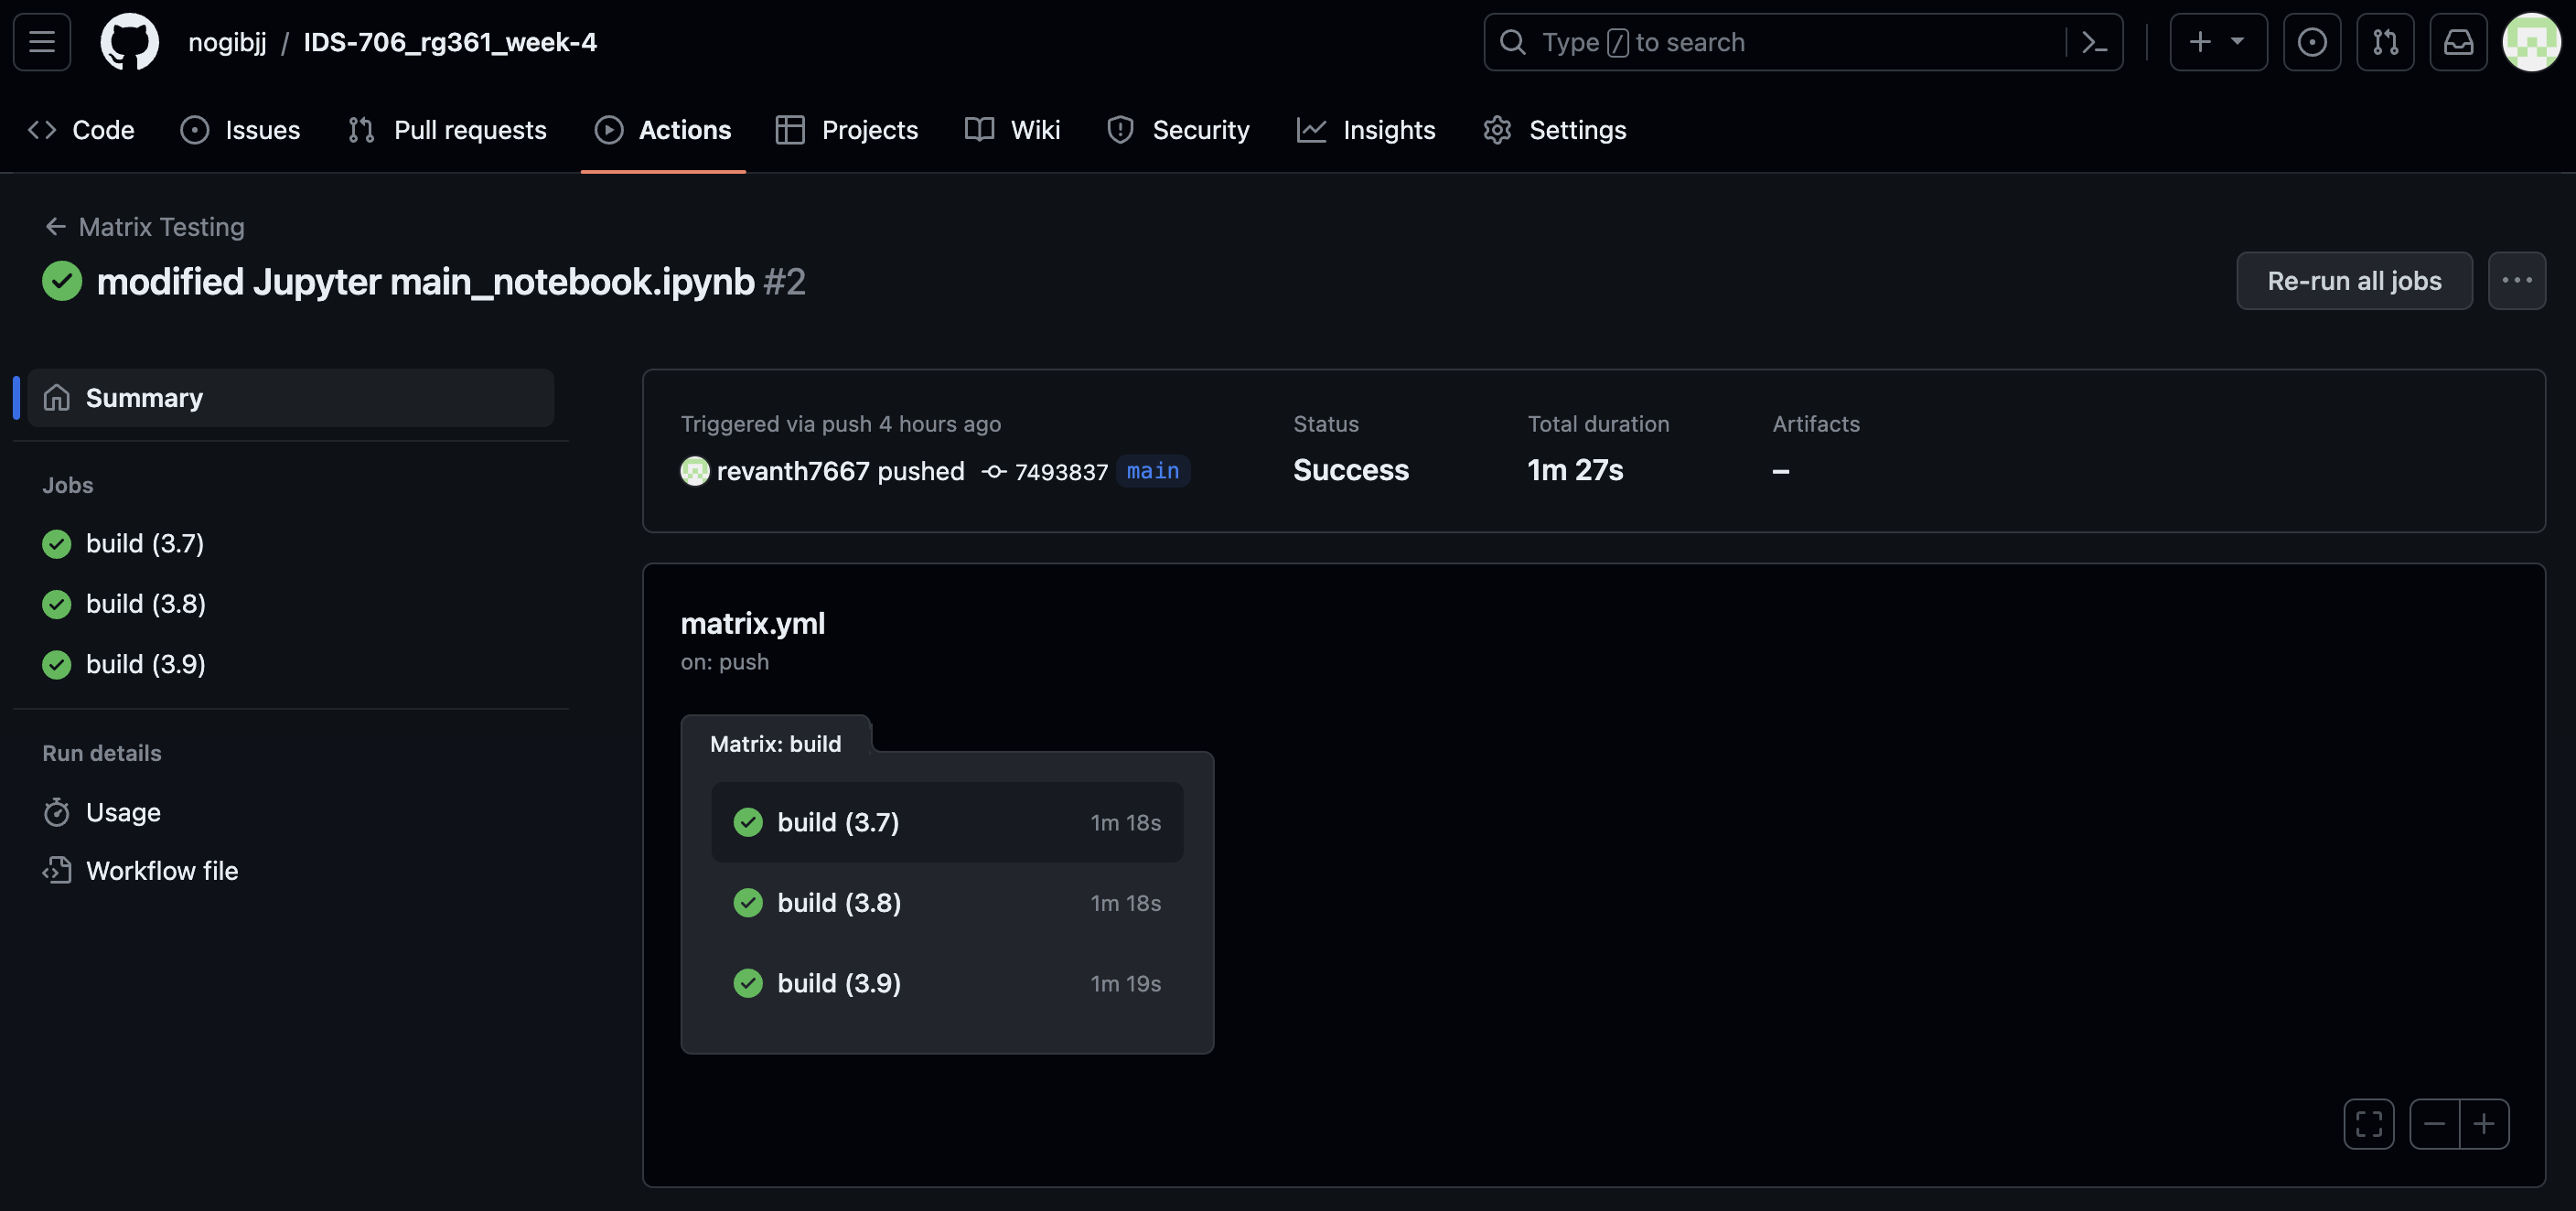 nogibjj / IDS-706_rg361_week-4
Type / to search
Code Issues Pull requests Actions Projects Wiki Security Insights Settings
Matrix Testing
modified Jupyter main_notebook.ipynb #2
Re-run all jobs
Summary
Jobs
build (3.7)
build (3.8)
build (3.9)
Run details
Usage
Workflow file
Triggered via push 4 hours ago
revanth7667 pushed 7493837 main
Status
Success
Total duration
1m 27s
Artifacts
–
matrix.yml
on: push
Matrix: build
build (3.7) 1m 18s
build (3.8) 1m 18s
build (3.9) 1m 19s